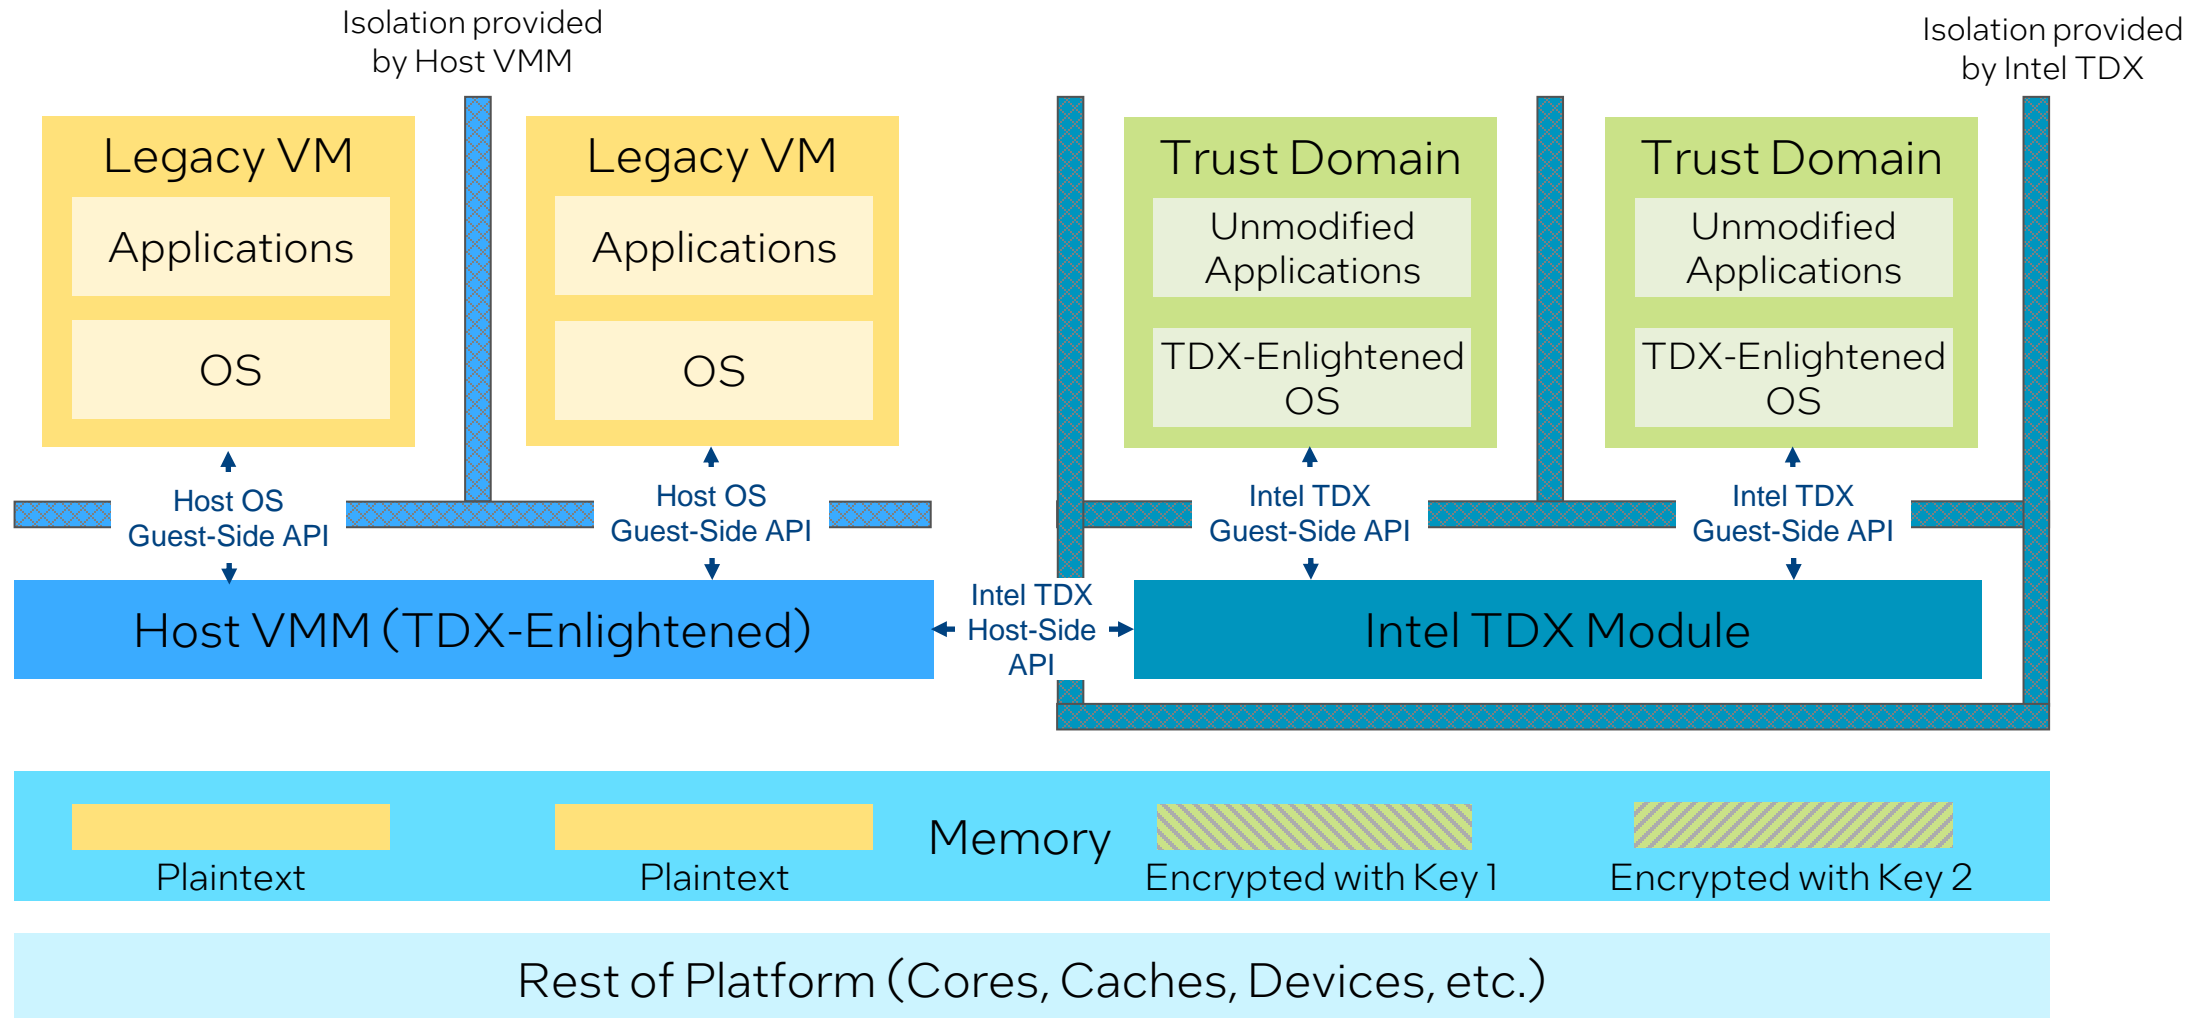 Isolation provided
by Host VMM
Isolation provided
by Intel TDX
Legacy VM
Applications
OS
Legacy VM
Applications
OS
Trust Domain
Unmodified
Applications
TDX-Enlightened
OS
Trust Domain
Unmodified
Applications
TDX-Enlightened
OS
Host OS
Guest-Side API
Host OS
Guest-Side API
Intel TDX
Guest-Side API
Intel TDX
Guest-Side API
Host VMM (TDX-Enlightened)
Intel TDX
Host-Side
API
Intel TDX Module
Memory
Plaintext
Plaintext
Encrypted with Key 1
Encrypted with Key 2
Rest of Platform (Cores, Caches, Devices, etc.)